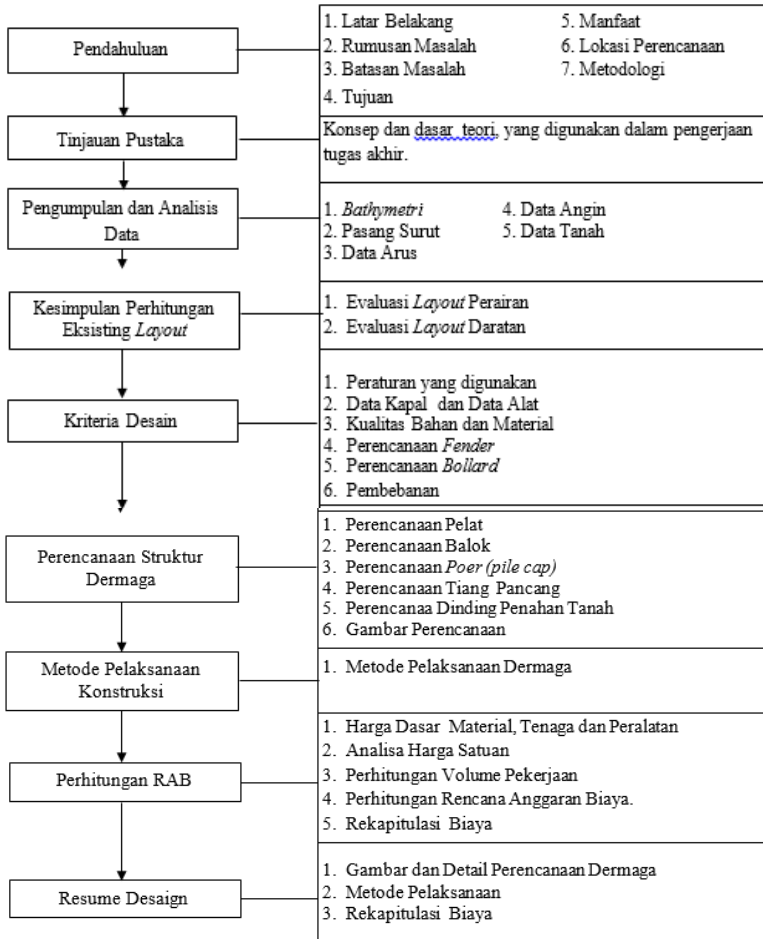 Pendahuluan
1. Latar Belakang
2. Rumusan Masalah
3. Batasan Masalah
4. Tujuan
5. Manfaat
6. Lokasi Perencanaan
7. Metodologi
Tinjauan Pustaka
Konsep dan dasar teori, yang digunakan dalam pengerjaan
tugas akhir.
Pengumpulan dan Analisis
Data
1. Bathymetri
2. Pasang Surut
3. Data Arus
4. Data Angin
5. Data Tanah
Kesimpulan Perhitungan
Eksisting Layout
1. Evaluasi Layout Perairan
2. Evaluasi Layout Daratan
Kriteria Desain
1. Peraturan yang digunakan
2. Data Kapal dan Data Alat
3. Kualitas Bahan dan Material
4. Perencanaan Fender
5. Perencanaan Bollard
6. Pembebanan
Perencanaan Struktur
Dermaga
1. Perencanaan Pelat
2. Perencanaan Balok
3. Perencanaan Poer (pile cap)
4. Perencanaan Tiang Pancang
5. Perencanaa Dinding Penahan Tanah
6. Gambar Perencanaan
Metode Pelaksanaan
Konstruksi
1. Metode Pelaksanaan Dermaga
Perhitungan RAB
1. Harga Dasar Material, Tenaga dan Peralatan
2. Analisa Harga Satuan
3. Perhitungan Volume Pekerjaan
4. Perhitungan Rencana Anggaran Biaya.
5. Rekapitulasi Biaya
Resume Desaign
1. Gambar dan Detail Perencanaan Dermaga
2. Metode Pelaksanaan
3. Rekapitulasi Biaya